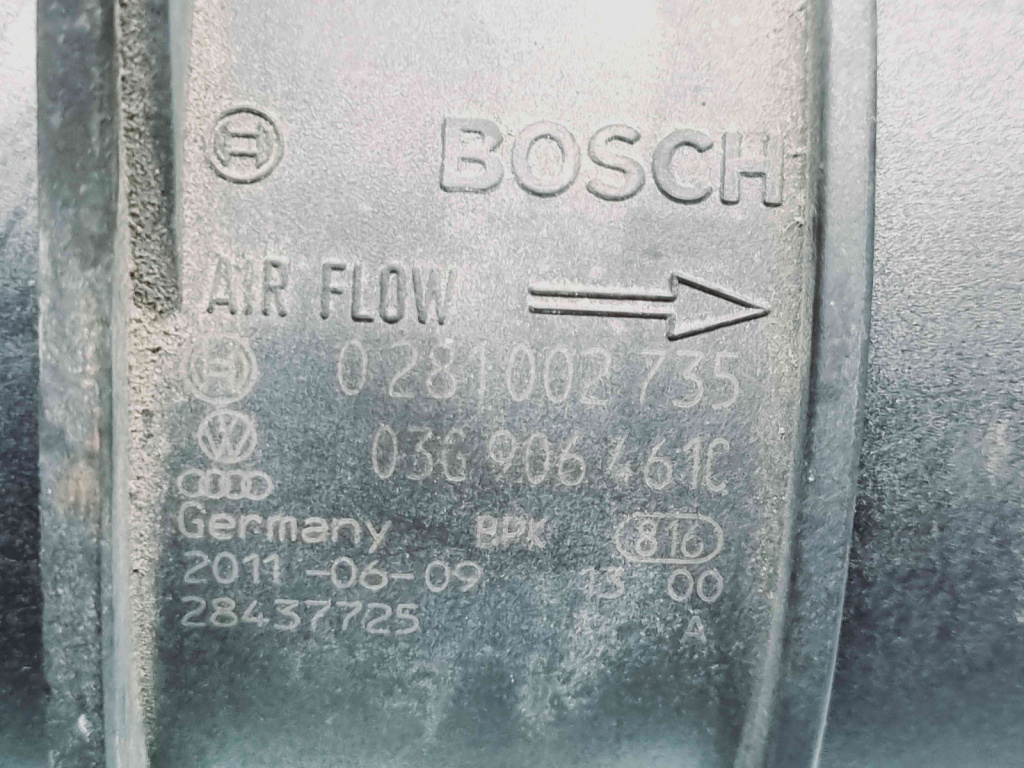 BOSCH
AIR FLOW
0 281 002 735
03G 906 461C
Germany BPK 816
2011-06-09 13 00
28437725 A